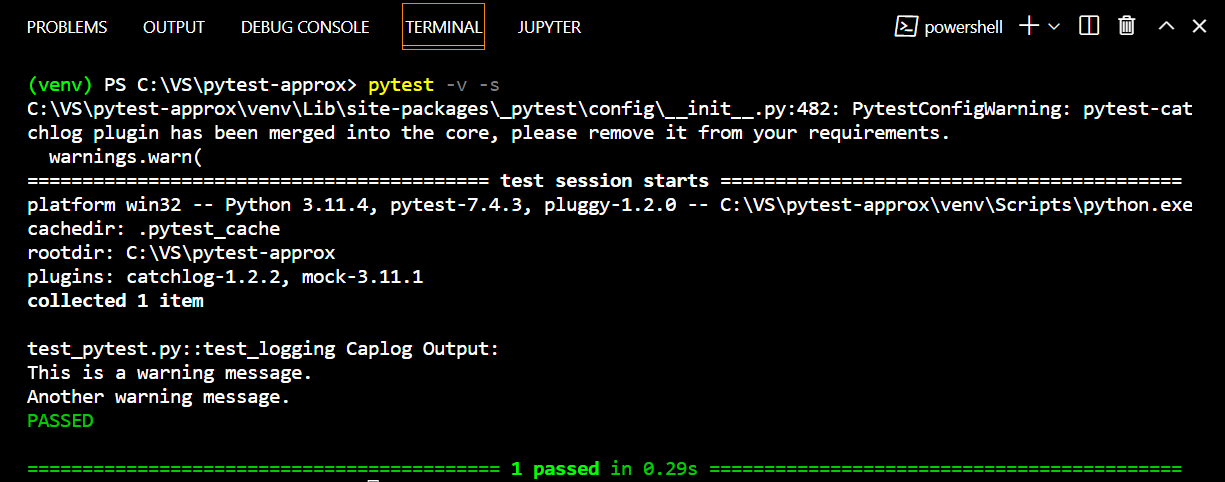 PROBLEMS OUTPUT DEBUG CONSOLE TERMINAL JUPYTER powershell
(venv) PS C:\VS\pytest-approx> pytest -v -s
C:\VS\pytest-approx\venv\Lib\site-packages\_pytest\config\__init__.py:482: PytestConfigWarning: pytest-cat
chlog plugin has been merged into the core, please remove it from your requirements.
  warnings.warn(
========================================== test session starts ==========================================
platform win32 -- Python 3.11.4, pytest-7.4.3, pluggy-1.2.0 -- C:\VS\pytest-approx\venv\Scripts\python.exe
cachedir: .pytest_cache
rootdir: C:\VS\pytest-approx
plugins: catchlog-1.2.2, mock-3.11.1
collected 1 item

test_pytest.py::test_logging Caplog Output:
This is a warning message.
Another warning message.
PASSED

=========================================== 1 passed in 0.29s ===========================================